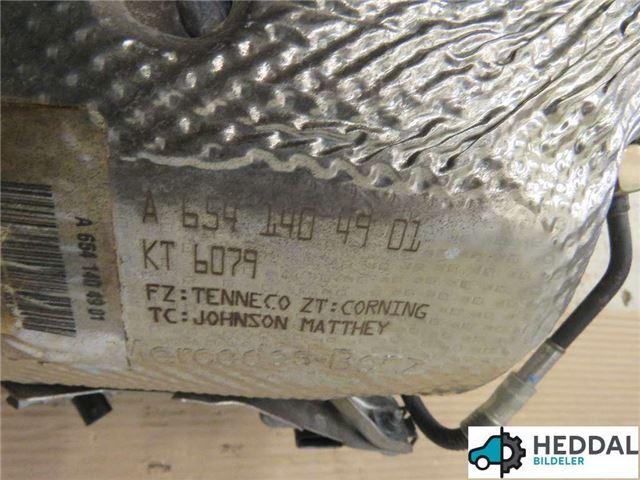 A 654 140 49 01
KT 6079
FZ:TENNECO ZT:CORNING
TC:JOHNSON MATTHEY
Mercedes-Benz
A 654 140 49 01
HEDDAL
BILDELER